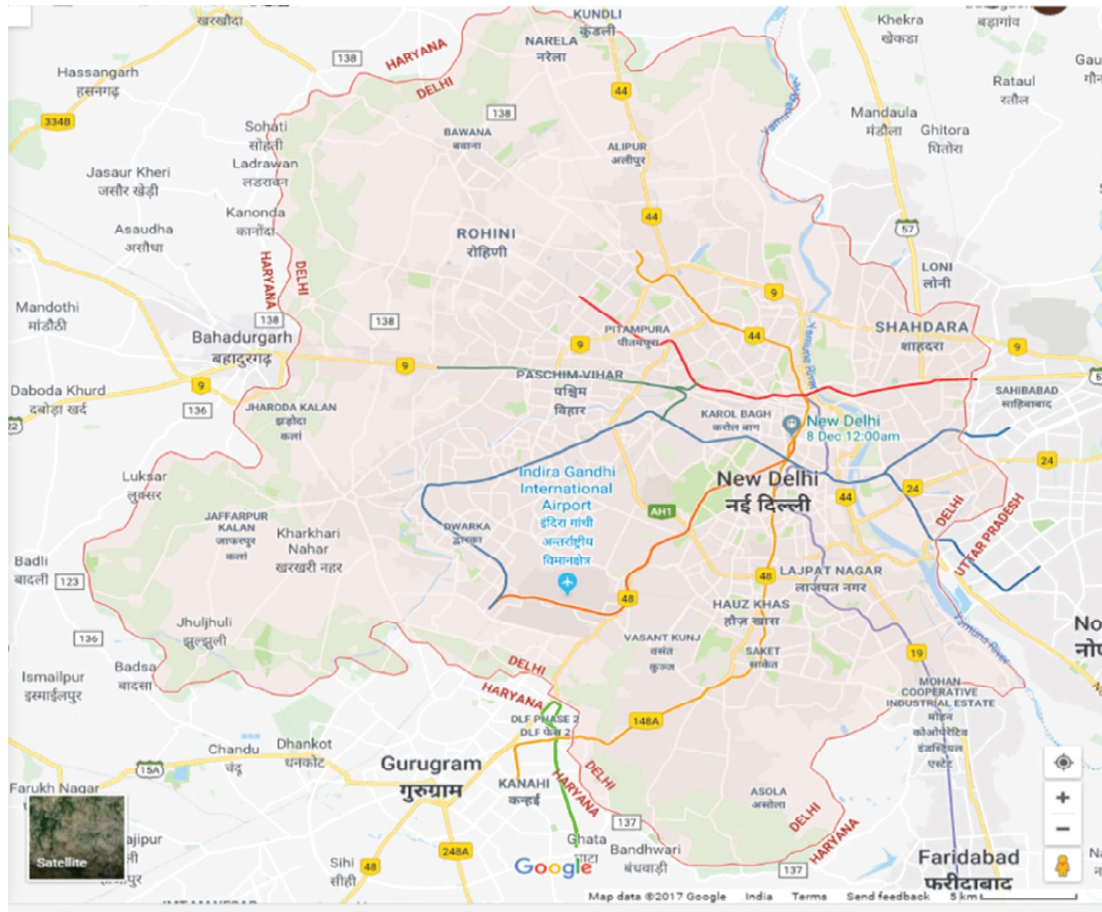 खरखौदा
KUNDLI
कुंडली
NARELA
नरेला
Khekra
खेकडा
बड़ागांव
HARYANA
DELHI
138
44
334B
Hassangarh
हसनगढ़
Rataul
रतौल
Mandaula
मंडौला
Ghitora
घितोरा
138
BAWANA
बवाना
ALIPUR
अलीपुर
Sohati
सोहती
Ladrawan
लडरावन
Jasaur Kheri
जसौर खेड़ी
Kanonda
कानोंदा
Asaudha
असौधा
44
57
ROHINI
रोहिणी
HARYANA
DELHI
LONI
लोनी
9
Mandothi
मांडौठी
138
138
Bahadurgarh
बहादुरगढ़
PITAMPURA
पीतमपुरा
44
Yamuna River
SHAHDARA
शाहदरा
9
9
9
9
Daboda Khurd
दबोड़ा खर्द
136
22
PASCHIM VIHAR
पश्चिम
विहार
SAHIBABAD
साहिबाबाद
JHARODA KALAN
झड़ोदा
कलां
KAROL BAGH
करोल बाग
New Delhi
8 Dec 12:00am
24
Luksar
लुक्सर
Indira Gandhi
International
Airport
इंदिरा गांधी
अन्तर्राष्ट्रीय
विमानक्षेत्र
New Delhi
नई दिल्ली
44
24
DELHI
UTTAR PRADESH
AH1
JAFFARPUR
KALAN
जाफरपुर
कलां
Kharkhari
Nahar
खरखरी नहर
DWARKA
द्वारका
Badli
बादली
123
48
48
LAJPAT NAGAR
लाजपत नगर
HAUZ KHAS
हौज़ खास
Jhuljhuli
झुल्झुली
136
VASANT KUNJ
वसंत
कुञ्ज
SAKET
साकेत
19
Yamuna River
No
Badsa
बादसा
Ismailpur
इस्माईलपुर
DELHI
HARYANA
MOHAN
COOPERATIVE
INDUSTRIAL ESTATE
मोहन
कोओपरेटिव
इंडस्ट्रियल
एस्टेट
DLF PHASE 2
DLF फेस 2
148A
Chandu
चंदू
Dhankot
धनकोट
15A
Gurugram
गुरुग्राम
KANAHI
कन्हई
HARYANA
DELHI
ASOLA
असोला
DELHI
HARYANA
Farukh Nagar
137
Satellite
Ghata
Bandhwari
बंधवाड़ी
248A
48
Sihi
सीही
Google
137
Faridabad
फरीदाबाद
Map data ©2017 Google India Terms Send feedback 5 km